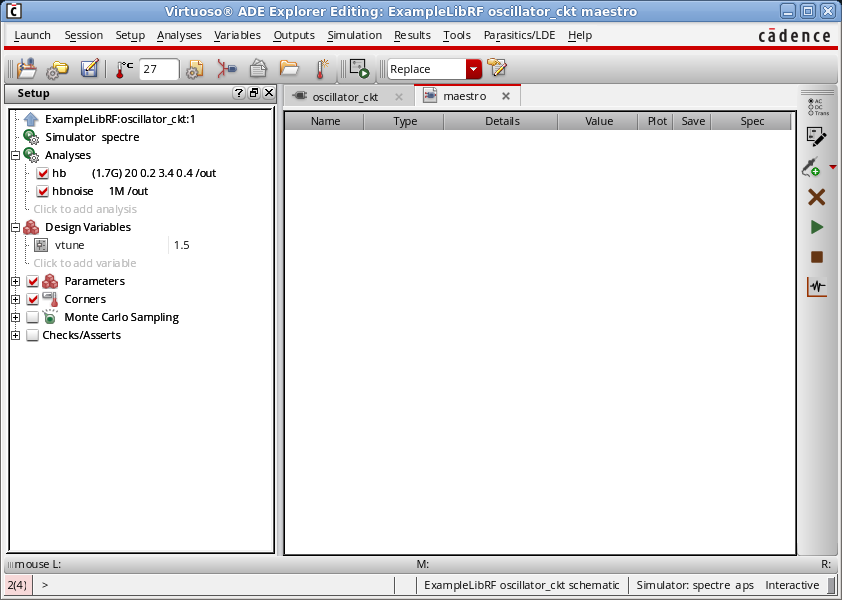 Virtuoso® ADE Explorer Editing: ExampleLibRF oscillator_ckt maestro
Launch Session Setup Analyses Variables Outputs Simulation Results Tools Parasitics/LDE Help
cādence
°C 27 Replace
Setup
oscillator_ckt maestro
ExampleLibRF:oscillator_ckt:1
Name Type Details Value Plot Save Spec
AC
DC
Trans
Simulator spectre
Analyses
hb (1.7G) 20 0.2 3.4 0.4 /out
hbnoise 1M /out
Click to add analysis
Design Variables
vtune 1.5
Click to add variable
Parameters
Corners
Monte Carlo Sampling
Checks/Asserts
mouse L: M: R:
2(4) > ExampleLibRF oscillator_ckt schematic Simulator: spectre aps Interactive